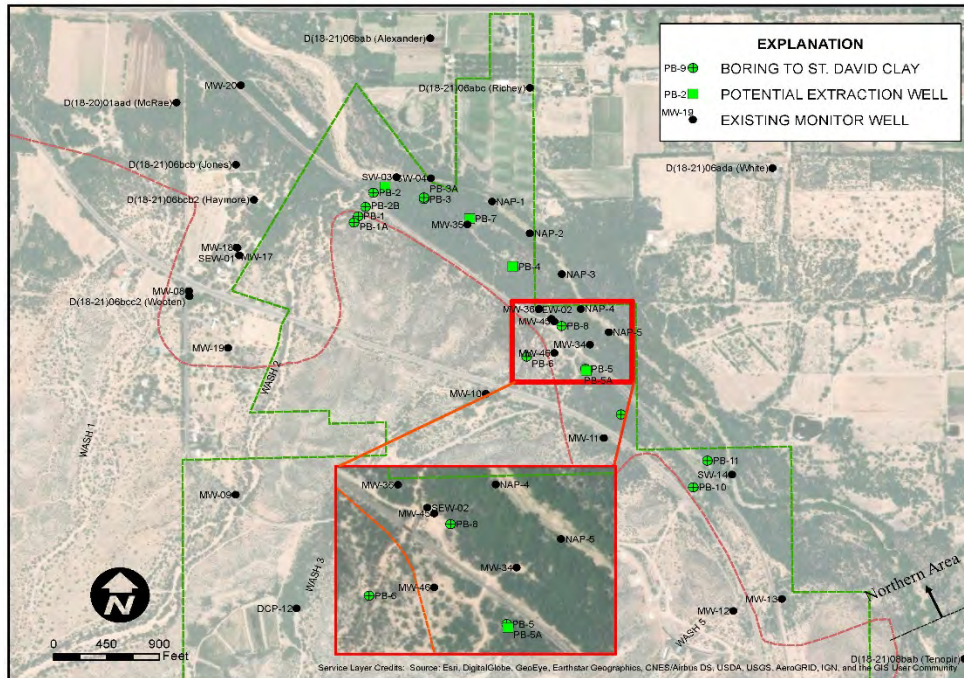 EXPLANATION
PB-9 BORING TO ST. DAVID CLAY
PB-2 POTENTIAL EXTRACTION WELL
MW-19 EXISTING MONITOR WELL
D(18-21)06bab (Alexander)
MW-20
D(18-21)06abc (Richey)
D(18-20)01aad (McRae)
D(18-21)06bcb (Jones)
D(18-21)06ada (White)
SW-03
SW-04
PB-3A
PB-2
PB-3
D(18-21)06bcb2 (Haymore)
NAP-1
PB-2B
PB-1
PB-7
PB-1A
MW-35
NAP-2
MW-18
SEW-01
MW-17
PB-4
NAP-3
MW-08
D(18-21)06bcc2 (Wooten)
MW-36
EW-02
NAP-4
MW-45
PB-8
NAP-5
MW-34
MW-19
MW-46
PB-6
PB-5
PB-5A
WASH 2
MW-10
WASH 1
MW-11
PB-11
SW-14
PB-10
MW-09
MW-36
NAP-4
SEW-02
MW-45
PB-8
NAP-5
MW-34
MW-46
PB-6
PB-5
PB-5A
WASH 3
DCP-12
N
Northern Area
MW-13
MW-12
WASH 5
0 450 900
Feet
D(18-21)08bab (Tenopir)
Service Layer Credits: Source: Esri, DigitalGlobe, GeoEye, Earthstar Geographics, CNES/Airbus DS, USDA, USGS, AeroGRID, IGN, and the GIS User Community